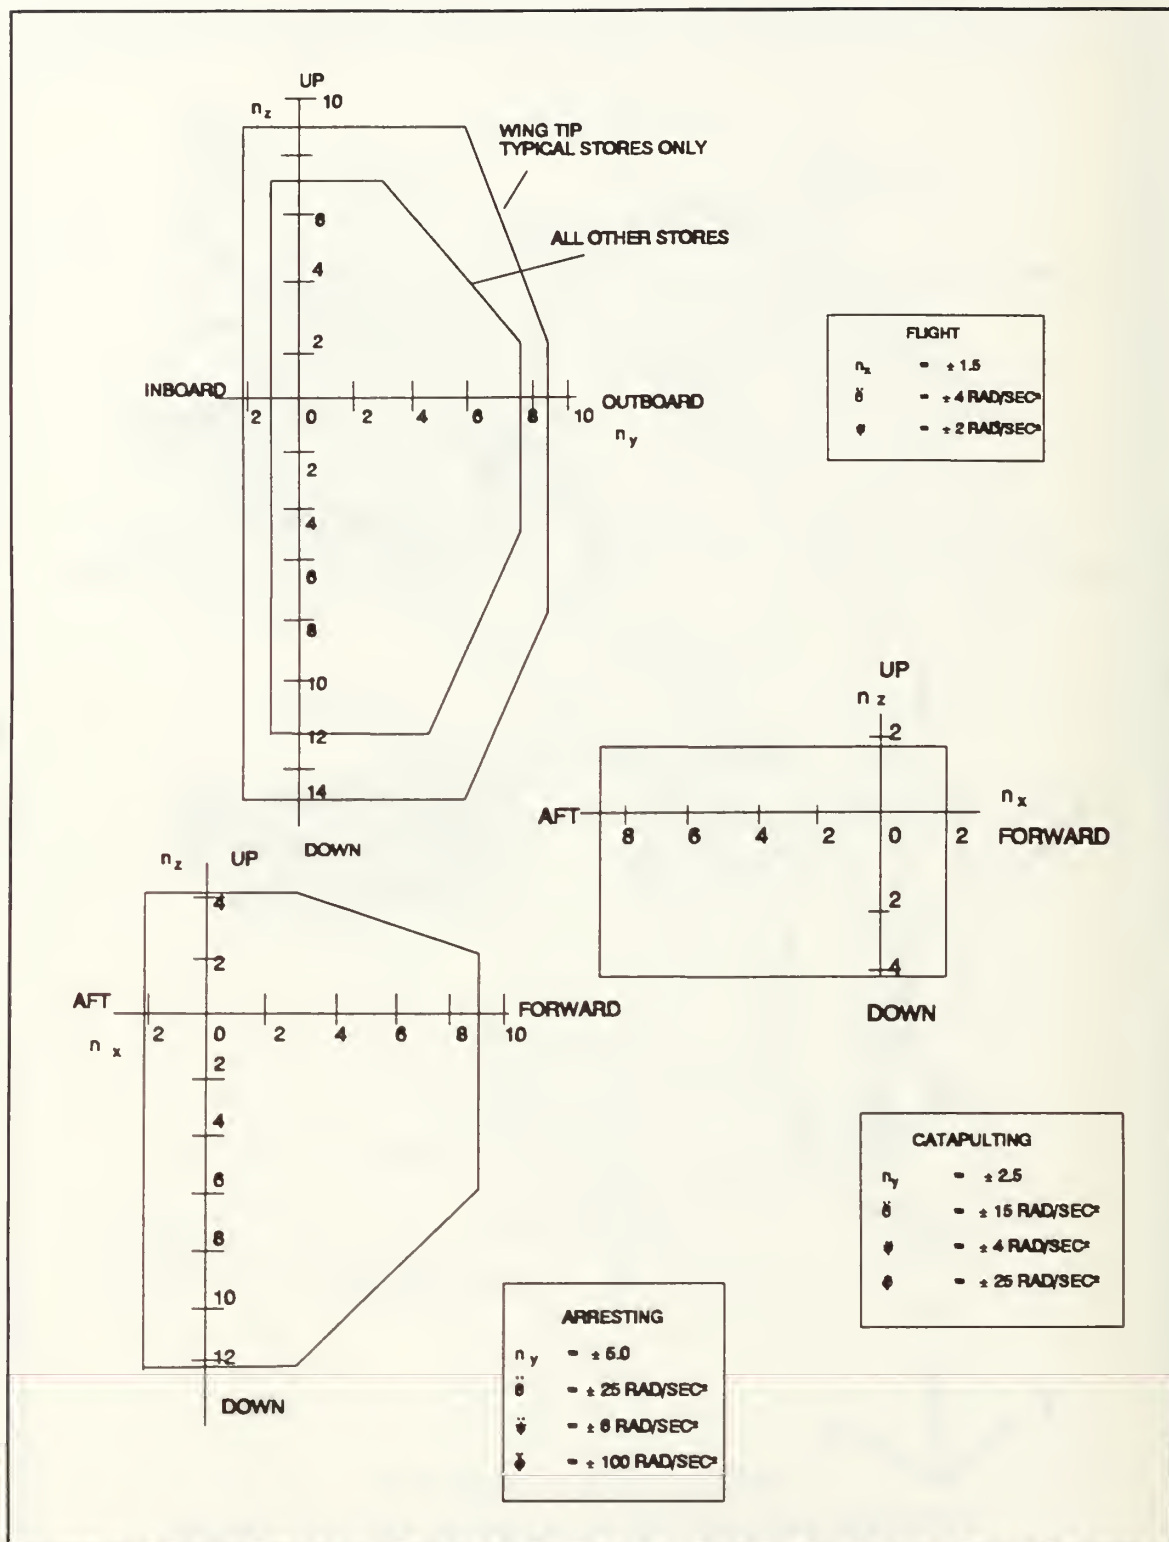 UP
n z 10
WING TIP
TYPICAL STORES ONLY
6
ALL OTHER STORES
4
2
INBOARD 2 0 2 4 6 8 10 OUTBOARD
n y
2
4
6
8
10
12
14
DOWN
FLIGHT
n x = ± 1.5
= ± 4 RAD/SEC²
= ± 2 RAD/SEC²
UP
n z
2
n x
AFT 8 6 4 2 0 2 FORWARD
2
4
DOWN
n z UP
4
2
AFT 2 0 2 4 6 8 10 FORWARD
n x
2
4
6
8
10
12
DOWN
CATAPULTING
n y = ± 2.5
= ± 15 RAD/SEC²
= ± 4 RAD/SEC²
= ± 25 RAD/SEC²
ARRESTING
n y = ± 5.0
= ± 25 RAD/SEC²
= ± 6 RAD/SEC²
= ± 100 RAD/SEC²